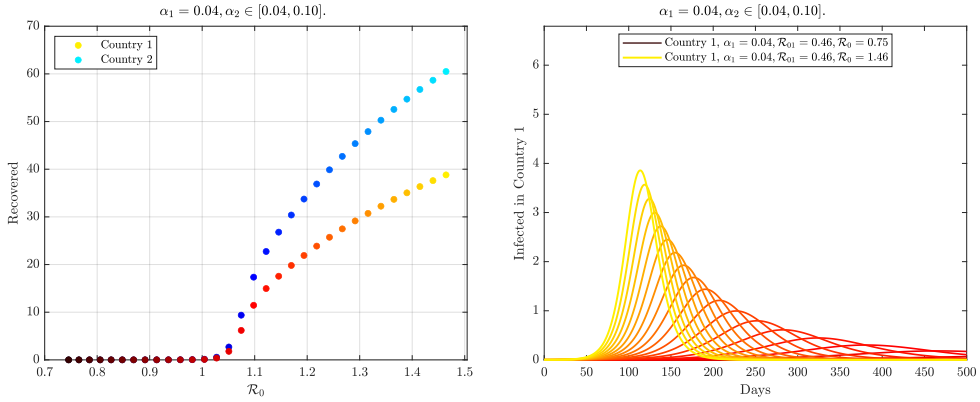 α₁ = 0.04, α₂ ∈ [0.04, 0.10].
70
60
50
40
30
20
10
0
Recovered
Country 1
Country 2
0.7 0.8 0.9 1 1.1 1.2 1.3 1.4 1.5
ℛ₀
α₁ = 0.04, α₂ ∈ [0.04, 0.10].
6
5
4
3
2
1
0
Infected in Country 1
Country 1, α₁ = 0.04, ℛ₀₁ = 0.46, ℛ₀ = 0.75
Country 1, α₁ = 0.04, ℛ₀₁ = 0.46, ℛ₀ = 1.46
0 50 100 150 200 250 300 350 400 450 500
Days